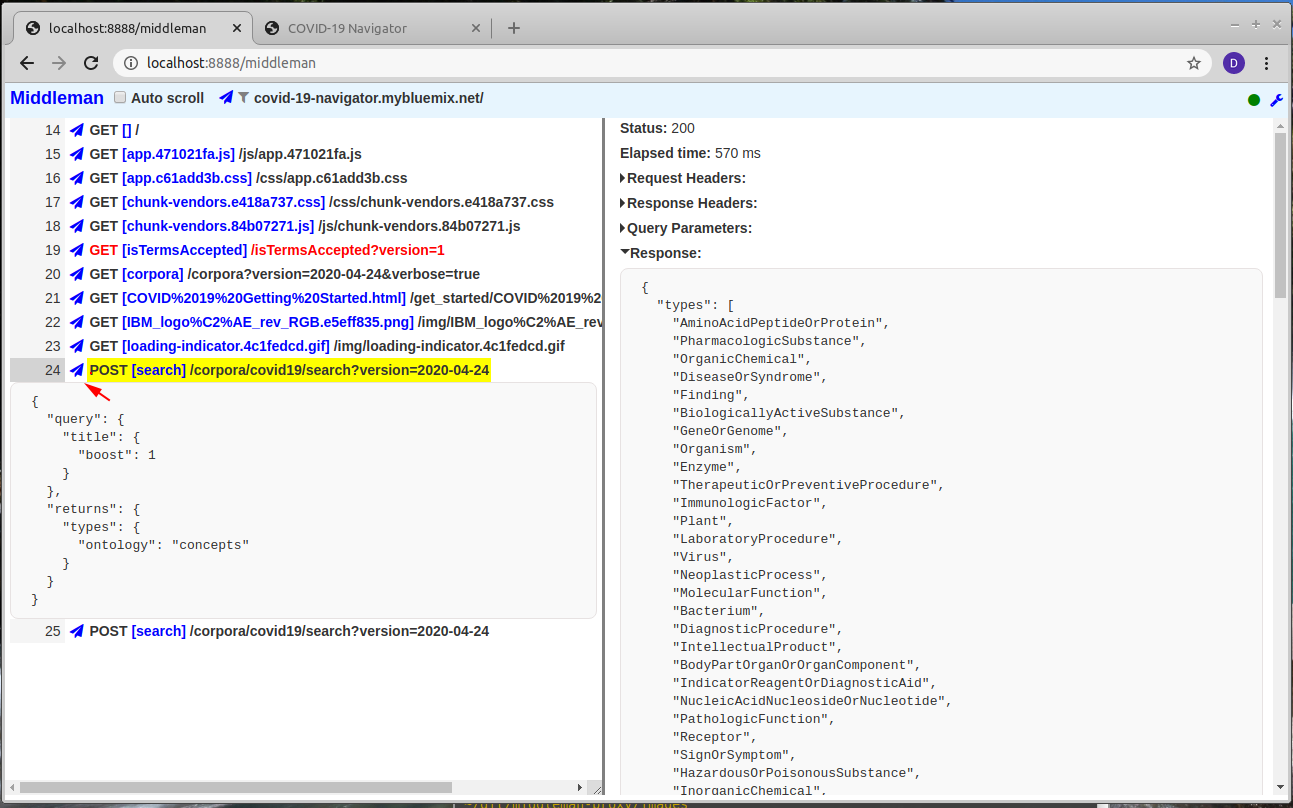 localhost:8888/middleman
COVID-19 Navigator
localhost:8888/middleman
D
Middleman
Auto scroll
covid-19-navigator.mybluemix.net/
14 GET [] /
15 GET [app.471021fa.js] /js/app.471021fa.js
16 GET [app.c61add3b.css] /css/app.c61add3b.css
17 GET [chunk-vendors.e418a737.css] /css/chunk-vendors.e418a737.css
18 GET [chunk-vendors.84b07271.js] /js/chunk-vendors.84b07271.js
19 GET [isTermsAccepted] /isTermsAccepted?version=1
20 GET [corpora] /corpora?version=2020-04-24&verbose=true
21 GET [COVID%2019%20Getting%20Started.html] /get_started/COVID%2019%2
22 GET [IBM_logo%C2%AE_rev_RGB.e5eff835.png] /img/IBM_logo%C2%AE_rev
23 GET [loading-indicator.4c1fedcd.gif] /img/loading-indicator.4c1fedcd.gif
24 POST [search] /corpora/covid19/search?version=2020-04-24
{
"query": {
"title": {
"boost": 1
}
},
"returns": {
"types": {
"ontology": "concepts"
}
}
}
25 POST [search] /corpora/covid19/search?version=2020-04-24
Status: 200
Elapsed time: 570 ms
Request Headers:
Response Headers:
Query Parameters:
Response:
{
"types": [
"AminoAcidPeptideOrProtein",
"PharmacologicSubstance",
"OrganicChemical",
"DiseaseOrSyndrome",
"Finding",
"BiologicallyActiveSubstance",
"GeneOrGenome",
"Organism",
"Enzyme",
"TherapeuticOrPreventiveProcedure",
"ImmunologicFactor",
"Plant",
"LaboratoryProcedure",
"Virus",
"NeoplasticProcess",
"MolecularFunction",
"Bacterium",
"DiagnosticProcedure",
"IntellectualProduct",
"BodyPartOrganOrOrganComponent",
"IndicatorReagentOrDiagnosticAid",
"NucleicAcidNucleosideOrNucleotide",
"PathologicFunction",
"Receptor",
"SignOrSymptom",
"HazardousOrPoisonousSubstance",
"InorganicChemical",